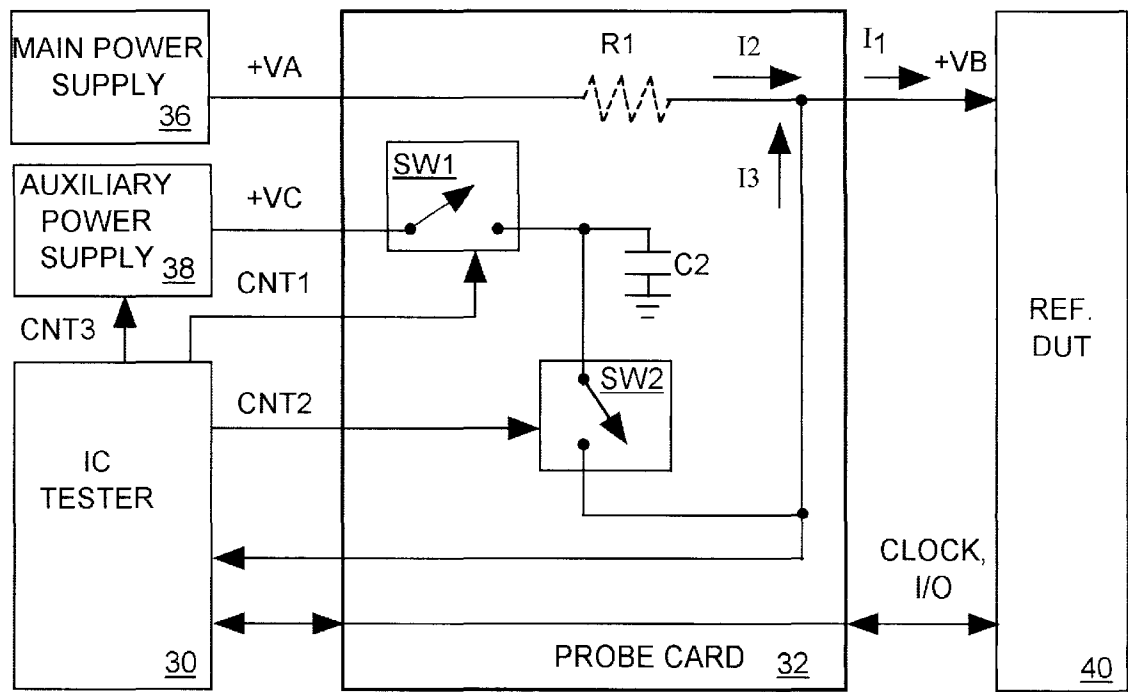 MAIN POWER
SUPPLY
36
+VA
R1
I2
I1
+VB
AUXILIARY
POWER
SUPPLY
38
+VC
SW1
I3
C2
CNT1
CNT3
REF.
DUT
SW2
CNT2
IC
TESTER
CLOCK,
I/O
30
PROBE CARD
32
40